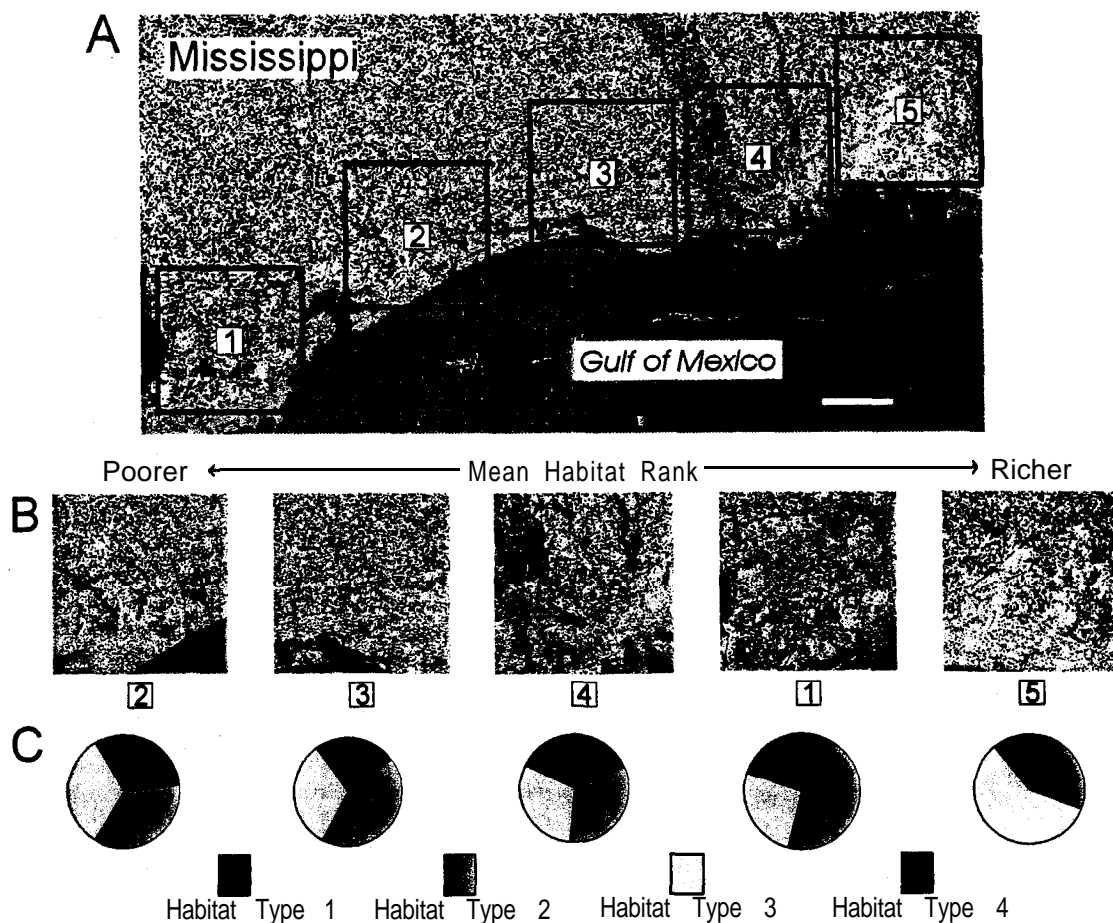 A
Mississippi
5
4
3
2
1
Gulf of Mexico
Poorer Mean Habitat Rank Richer
B
2 3 4 1 5
C
Habitat Type 1 Habitat Type 2 Habitat Type 3 Habitat Type 4